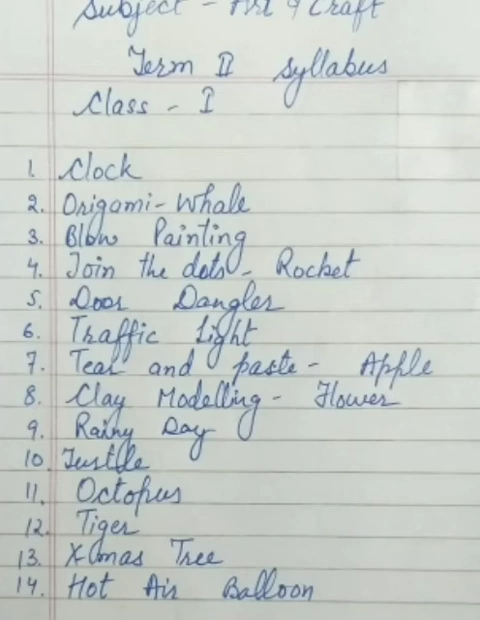 Subject - Art & Craft
Term II Syllabus
Class - I
1. Clock
2. Origami - Whale
3. Blow Painting
4. Join the dots - Rocket
5. Door Dangler
6. Traffic Light
7. Tear and paste - Apple
8. Clay Modelling - Flower
9. Rainy Day
10. Turtle
11. Octopus
12. Tiger
13. X-mas Tree
14. Hot Air Balloon